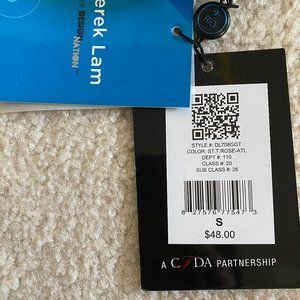 erek Lam
DESIGNATION
STYLE #: DL708GGT
COLOR: ST.T.ROSE-ATL
DEPT #: 110
CLASS #: 20
SUB CLASS #: 26
8 27576 77547 3
S
$48.00
A CFDA PARTNERSHIP